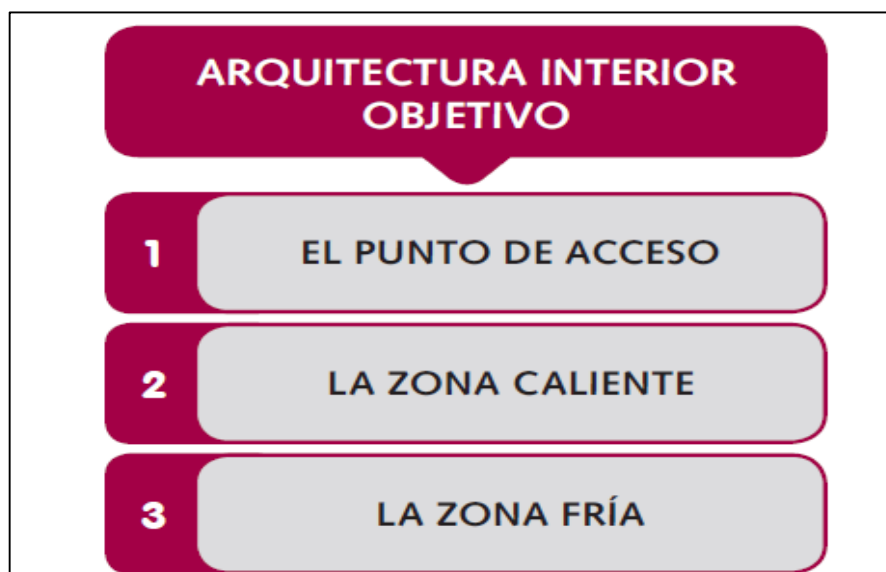 ARQUITECTURA INTERIOR
OBJETIVO
1 EL PUNTO DE ACCESO
2 LA ZONA CALIENTE
3 LA ZONA FRÍA